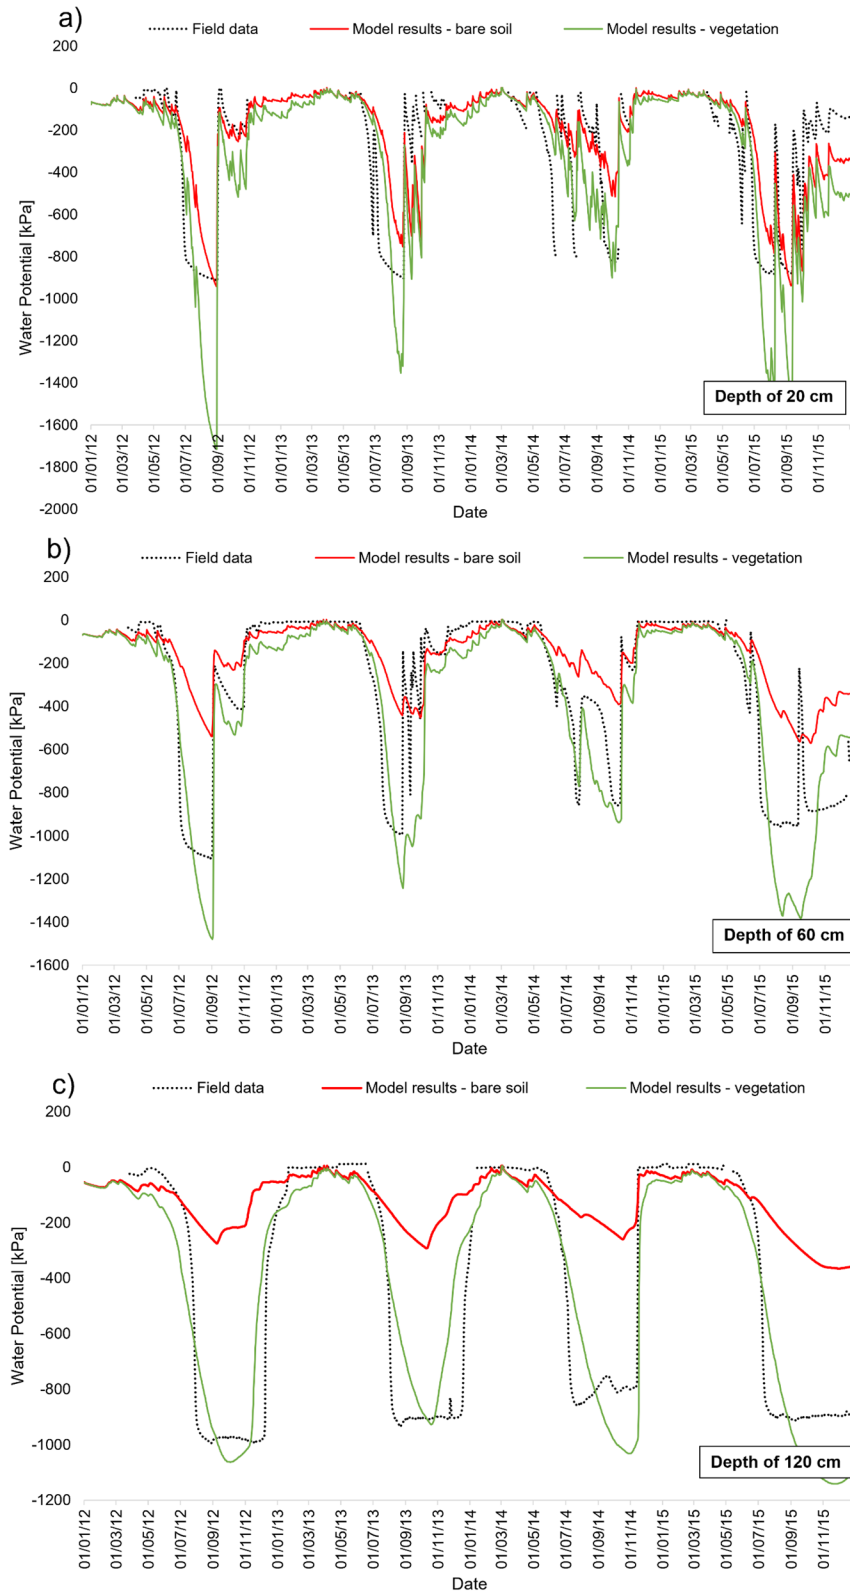 a)
Field data Model results - bare soil Model results - vegetation
200
0
-200
-400
-600
-800
-1000
-1200
-1400
-1600
-1800
-2000
Water Potential [kPa]
Depth of 20 cm
01/01/12 01/03/12 01/05/12 01/07/12 01/09/12 01/11/12 01/01/13 01/03/13 01/05/13 01/07/13 01/09/13 01/11/13 01/01/14 01/03/14 01/05/14 01/07/14 01/09/14 01/11/14 01/01/15 01/03/15 01/05/15 01/07/15 01/09/15 01/11/15
Date
b)
Field data Model results - bare soil Model results - vegetation
200
0
-200
-400
-600
-800
-1000
-1200
-1400
-1600
Water Potential [kPa]
Depth of 60 cm
01/01/12 01/03/12 01/05/12 01/07/12 01/09/12 01/11/12 01/01/13 01/03/13 01/05/13 01/07/13 01/09/13 01/11/13 01/01/14 01/03/14 01/05/14 01/07/14 01/09/14 01/11/14 01/01/15 01/03/15 01/05/15 01/07/15 01/09/15 01/11/15
Date
c)
Field data Model results - bare soil Model results - vegetation
200
0
-200
-400
-600
-800
-1000
-1200
Water Potential [kPa]
Depth of 120 cm
01/01/12 01/03/12 01/05/12 01/07/12 01/09/12 01/11/12 01/01/13 01/03/13 01/05/13 01/07/13 01/09/13 01/11/13 01/01/14 01/03/14 01/05/14 01/07/14 01/09/14 01/11/14 01/01/15 01/03/15 01/05/15 01/07/15 01/09/15 01/11/15
Date